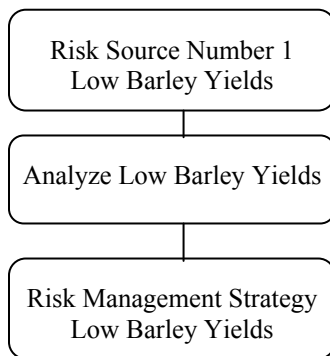 Risk Source Number 1
Low Barley Yields
Analyze Low Barley Yields
Risk Management Strategy
Low Barley Yields